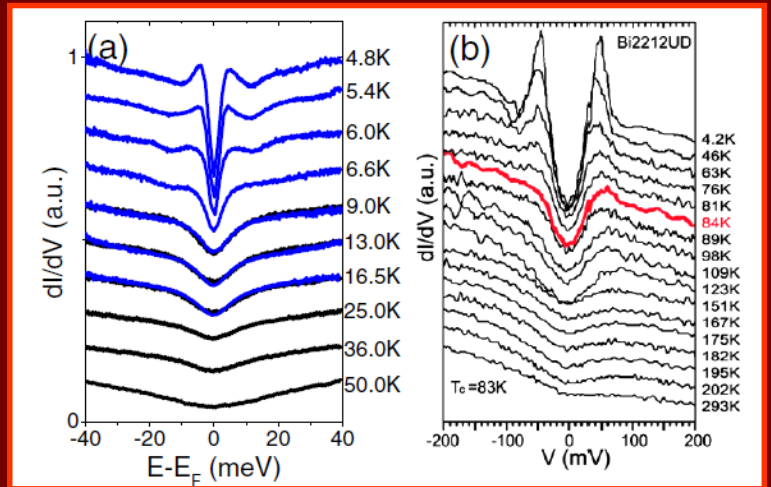 (a)
1
0
dI/dV (a.u.)
4.8K
5.4K
6.0K
6.6K
9.0K
13.0K
16.5K
25.0K
36.0K
50.0K
-40 -20 0 20 40
E-E_F (meV)
(b)
Bi2212UD
dI/dV (a.u.)
4.2K
46K
63K
76K
81K
84K
89K
98K
109K
123K
151K
167K
175K
182K
195K
202K
293K
Tc =83K
-200 -100 0 100 200
V (mV)